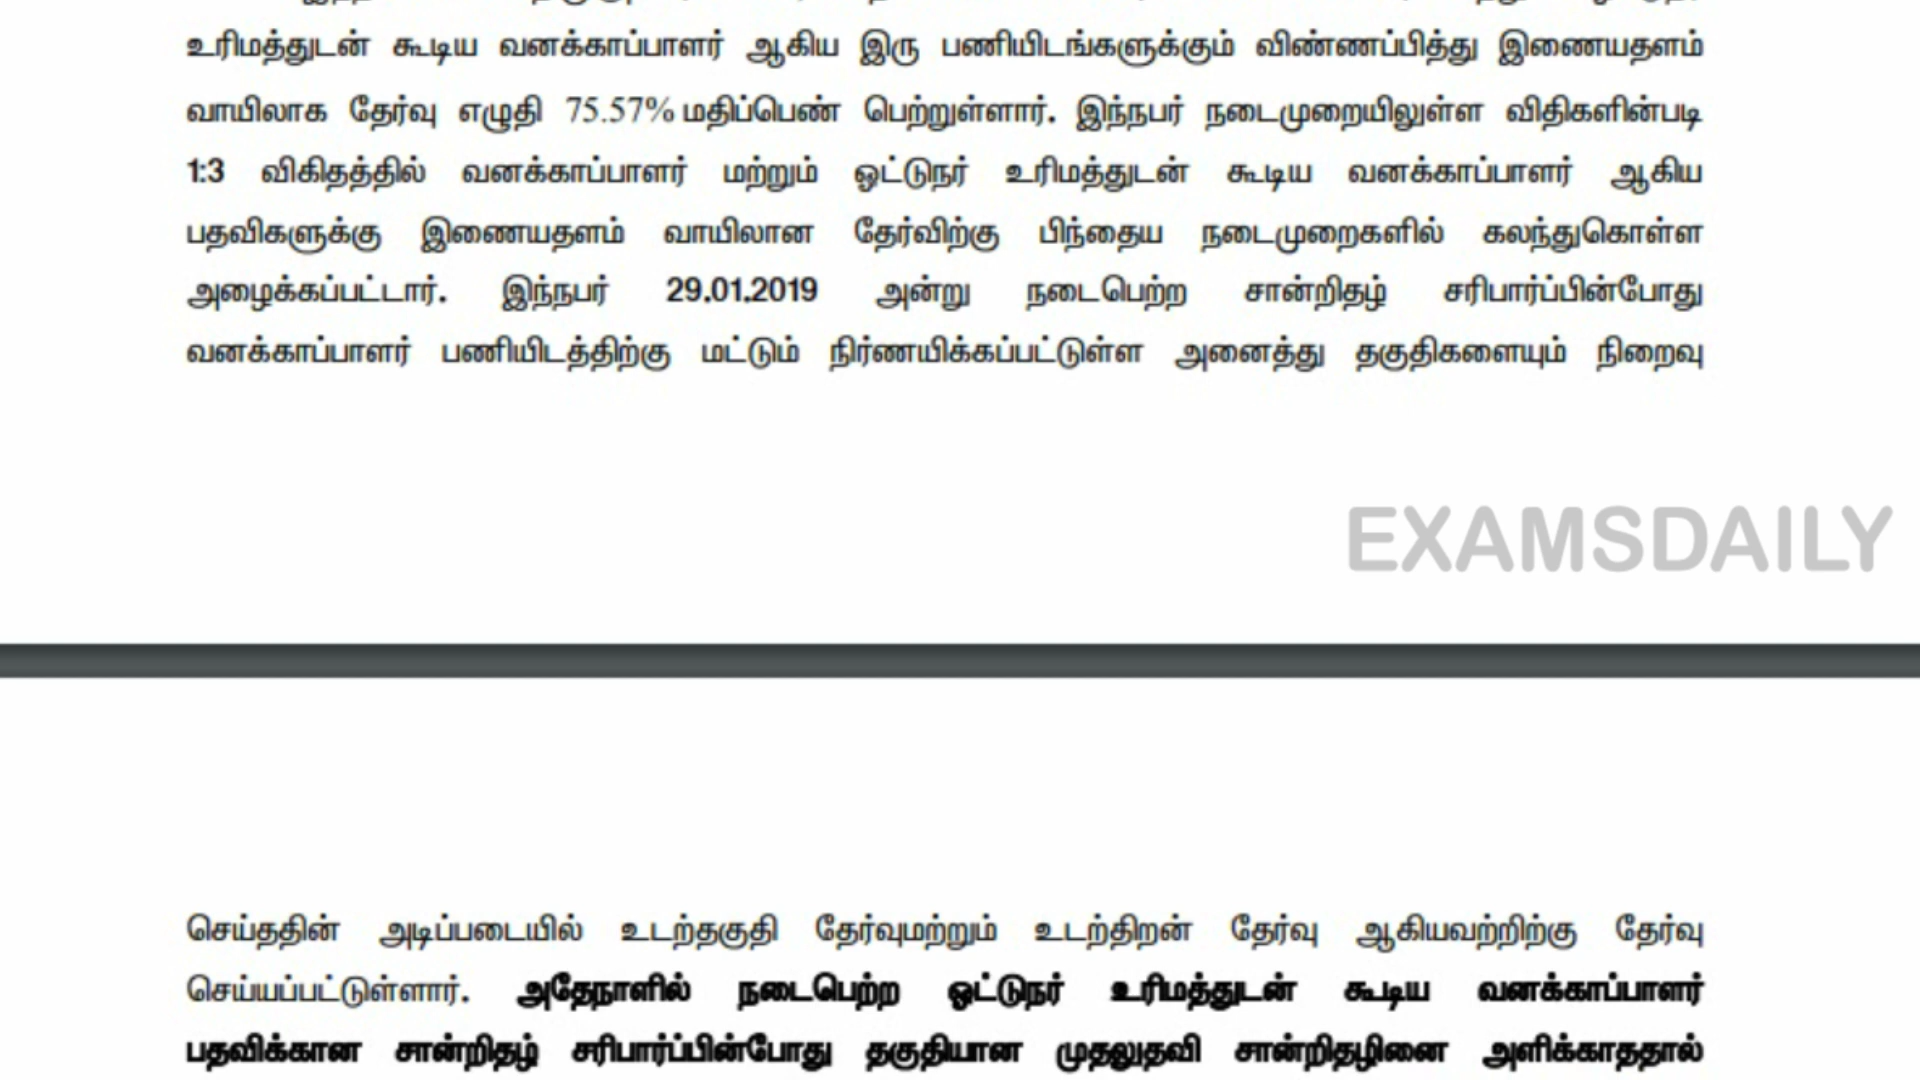 உரிமத்துடன் கூடிய வனக்காப்பாளர் ஆகிய இரு பணியிடங்களுக்கும் விண்ணப்பித்து இணையதளம்
வாயிலாக தேர்வு எழுதி 75.57% மதிப்பெண் பெற்றுள்ளார். இந்நபர் நடைமுறையிலுள்ள விதிகளின்படி
1:3 விகிதத்தில் வனக்காப்பாளர் மற்றும் ஓட்டுநர் உரிமத்துடன் கூடிய வனக்காப்பாளர் ஆகிய
பதவிகளுக்கு இணையதளம் வாயிலான தேர்விற்கு பிந்தைய நடைமுறைகளில் கலந்துகொள்ள
அழைக்கப்பட்டார். இந்நபர் 29.01.2019 அன்று நடைபெற்ற சான்றிதழ் சரிபார்ப்பின்போது
வனக்காப்பாளர் பணியிடத்திற்கு மட்டும் நிர்ணயிக்கப்பட்டுள்ள அனைத்து தகுதிகளையும் நிறைவு
EXAMSDAILY
செய்ததின் அடிப்படையில் உடற்தகுதி தேர்வுமற்றும் உடற்திறன் தேர்வு ஆகியவற்றிற்கு தேர்வு
செய்யப்பட்டுள்ளார். அதேநாளில் நடைபெற்ற ஓட்டுநர் உரிமத்துடன் கூடிய வனக்காப்பாளர்
பதவிக்கான சான்றிதழ் சரிபார்ப்பின்போது தகுதியான முதலுதவி சான்றிதழினை அளிக்காததால்